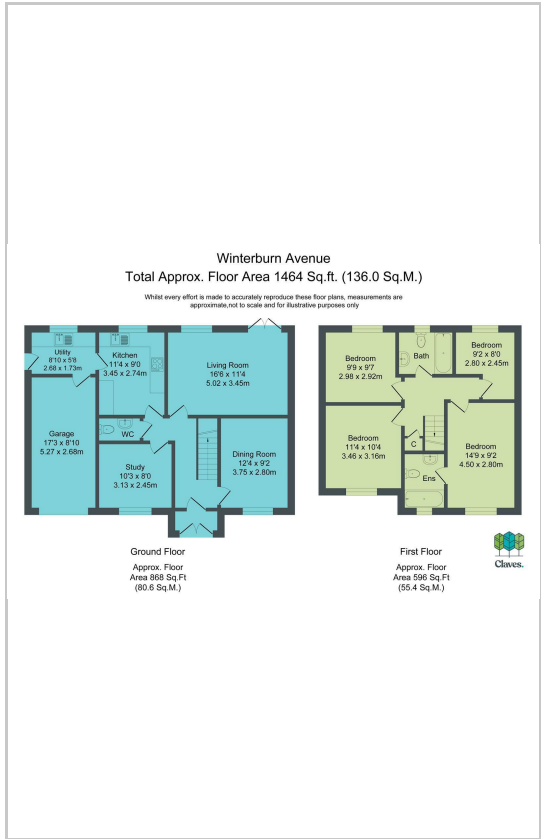 Winterburn Avenue
Total Approx. Floor Area 1464 Sq.ft. (136.0 Sq.M.)
Whilst every effort is made to accurately reproduce these floor plans, measurements are
approximate,not to scale and for illustrative purposes only
Utility
8'10 x 5'8
2.68 x 1.73m
Kitchen
11'4 x 9'0
3.45 x 2.74m
Living Room
16'6 x 11'4
5.02 x 3.45m
Garage
17'3 x 8'10
5.27 x 2.68m
WC
Study
10'3 x 8'0
3.13 x 2.45m
Dining Room
12'4 x 9'2
3.75 x 2.80m
Ground Floor
Approx. Floor
Area 868 Sq.Ft
(80.6 Sq.M.)
Bedroom
9'9 x 9'7
2.98 x 2.92m
Bath
Bedroom
9'2 x 8'0
2.80 x 2.45m
Bedroom
11'4 x 10'4
3.46 x 3.16m
C
Bedroom
14'9 x 9'2
4.50 x 2.80m
Ens
First Floor
Approx. Floor
Area 596 Sq.Ft
(55.4 Sq.M.)
Claves.